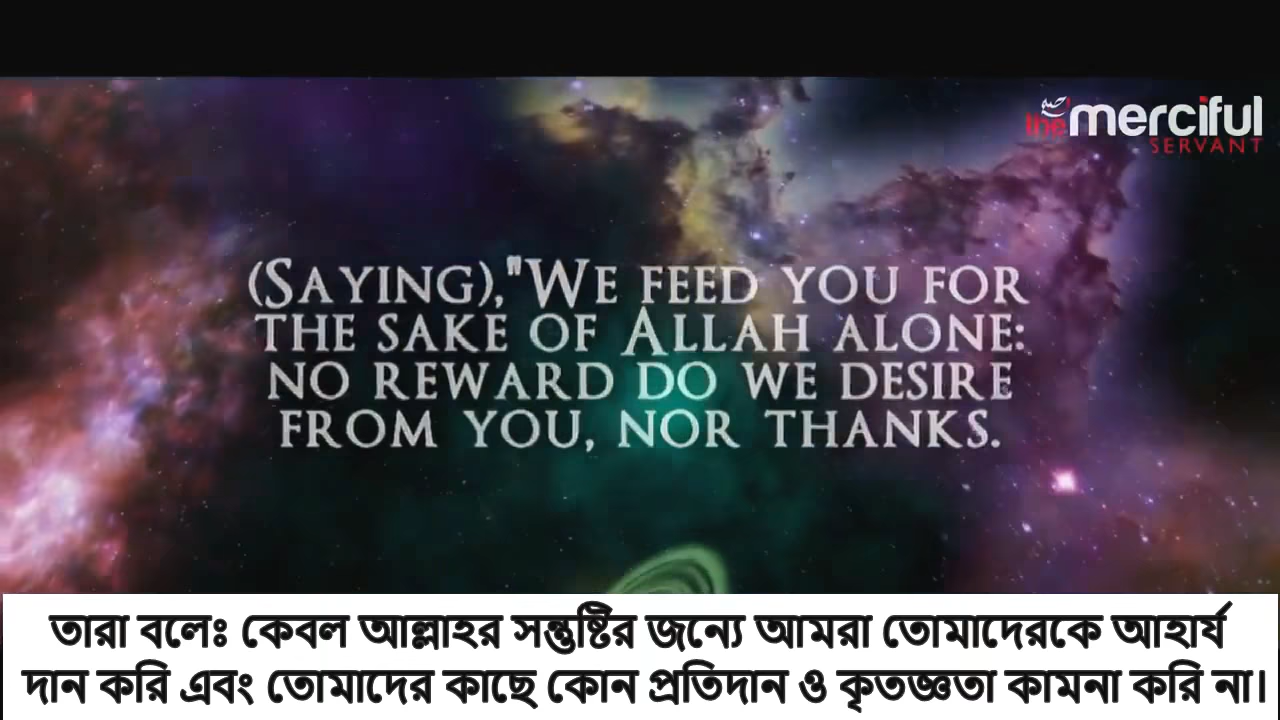 the merciful
SERVANT
(SAYING),"WE FEED YOU FOR
THE SAKE OF ALLAH ALONE:
NO REWARD DO WE DESIRE
FROM YOU, NOR THANKS.
তারা বলেঃ কেবল আল্লাহর সন্তুষ্টির জন্যে আমরা তোমাদেরকে আহার্য
দান করি এবং তোমাদের কাছে কোন প্রতিদান ও কৃতজ্ঞতা কামনা করি না।